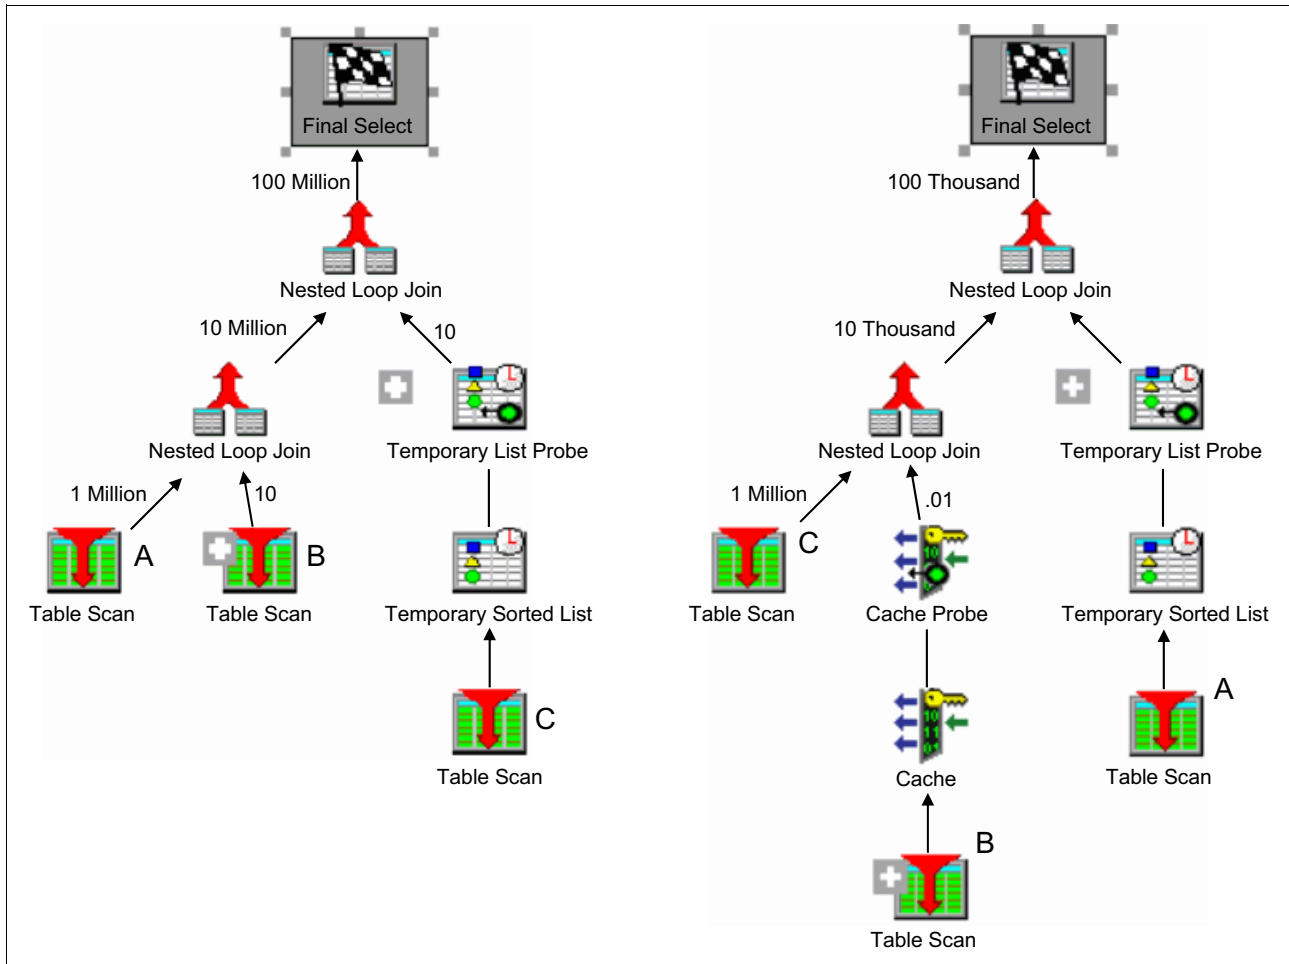 Final Select
100 Million
Nested Loop Join
10 Million
10
Nested Loop Join
Temporary List Probe
1 Million
10
A
B
Table Scan
Table Scan
Temporary Sorted List
C
Table Scan
Final Select
100 Thousand
Nested Loop Join
10 Thousand
Nested Loop Join
Temporary List Probe
1 Million
.01
C
Table Scan
Cache Probe
Temporary Sorted List
A
Cache
Table Scan
B
Table Scan